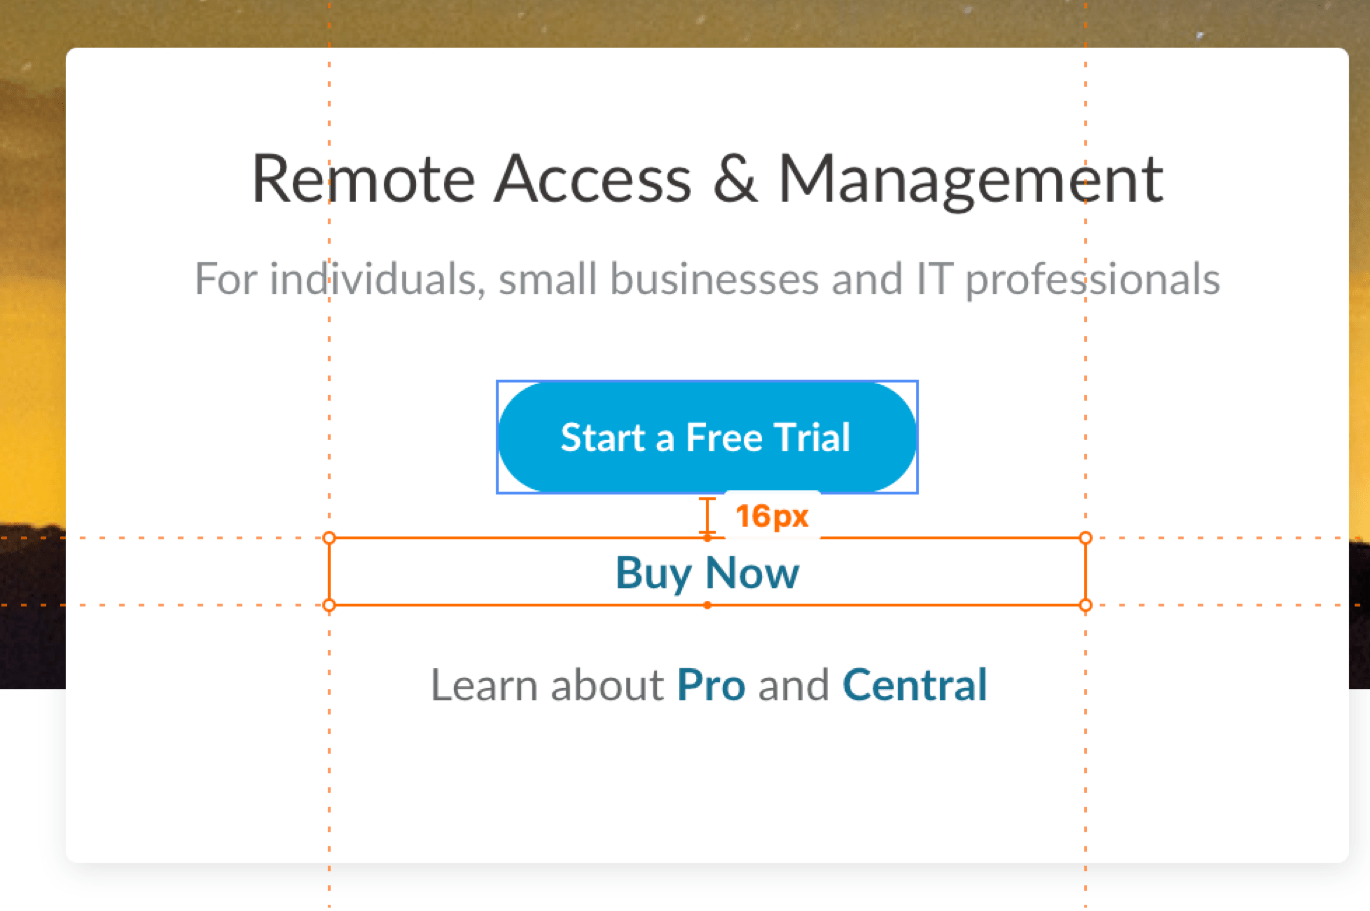 Remote Access & Management
For individuals, small businesses and IT professionals
Start a Free Trial
16px
Buy Now
Learn about Pro and Central